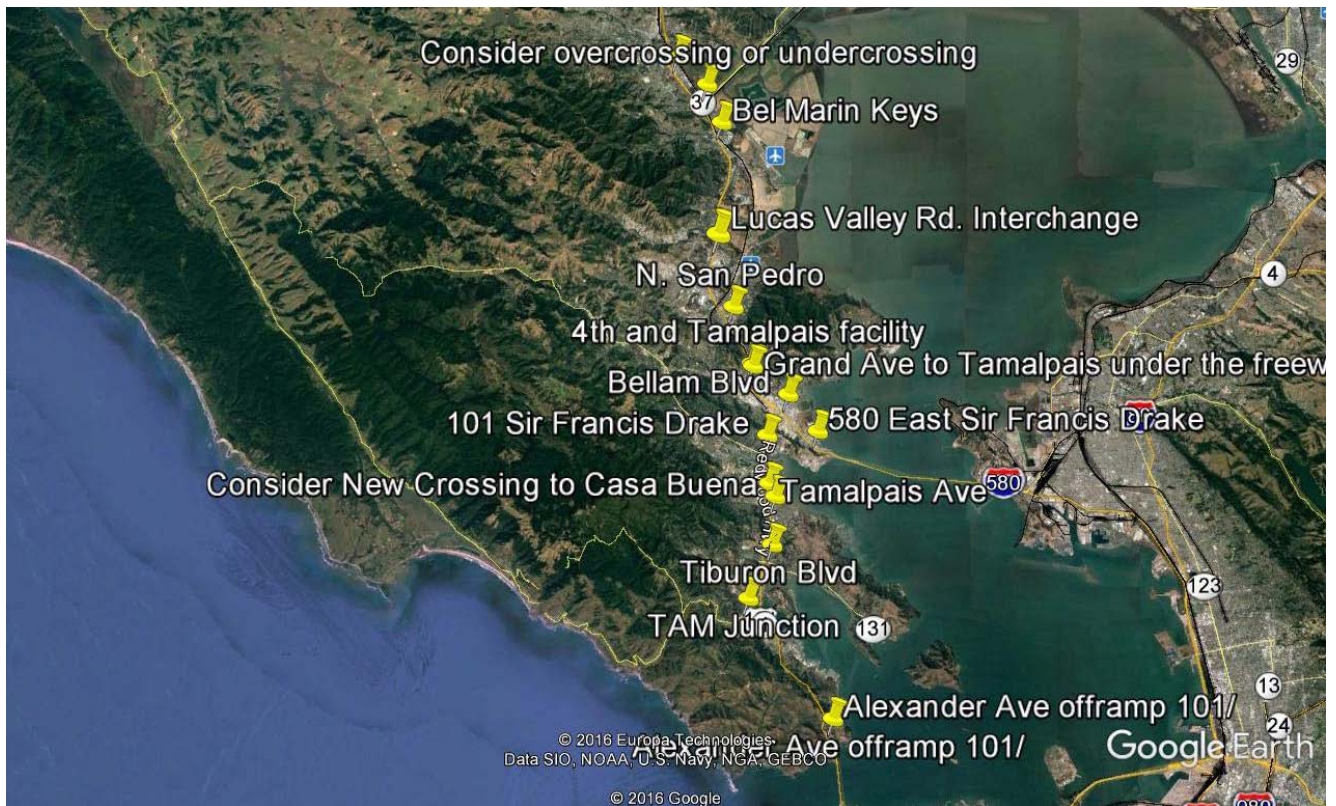 Consider overcrossing or undercrossing
29
37
Bel Marin Keys
Lucas Valley Rd. Interchange
4
N. San Pedro
4th and Tamalpais facility
Grand Ave to Tamalpais under the freew
Bellam Blvd
101 Sir Francis Drake
580 East Sir Francis Drake
Redwood Hwy
Consider New Crossing to Casa Buena
Tamalpais Ave
580
Tiburon Blvd
123
TAM Junction
131
13
Alexander Ave offramp 101/
24
© 2016 Europa Technologies
Alexander Ave offramp 101/
Data SIO, NOAA, U.S. Navy, NGA, GEBCO
Google Earth
© 2016 Google